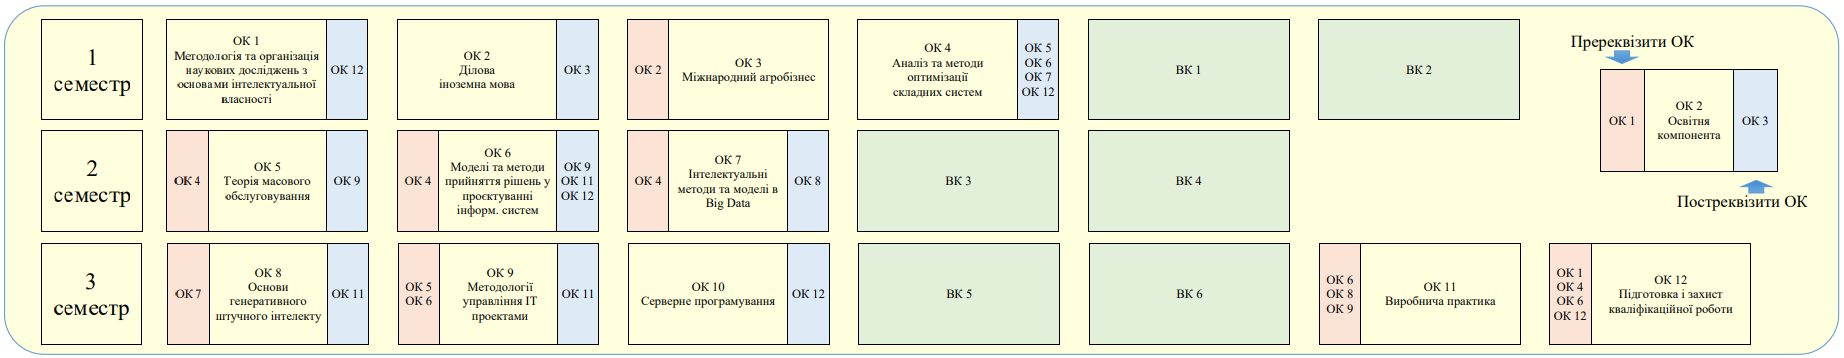 1
семестр
ОК 1
Методологія та організація
наукових досліджень з
основами інтелектуальної
власності
ОК 12
ОК 2
Ділова
іноземна мова
ОК 3
ОК 2
ОК 3
Міжнародний агробізнес
ОК 4
Аналіз та методи
оптимізації
складних систем
ОК 5
ОК 6
ОК 7
ОК 12
ВК 1
ВК 2
Пререквізити ОК
ОК 1
ОК 2
Освітня
компонента
ОК 3
Постреквізити ОК
2
семестр
ОК 4
ОК 5
Теорія масового
обслуговування
ОК 9
ОК 4
ОК 6
Моделі та методи
прийняття рішень у
проєктуванні
інформ. систем
ОК 9
ОК 11
ОК 12
ОК 4
ОК 7
Інтелектуальні
методи та моделі в
Big Data
ОК 8
ВК 3
ВК 4
3
семестр
ОК 7
ОК 8
Основи
генеративного
штучного інтелекту
ОК 11
ОК 5
ОК 6
ОК 9
Методології
управління ІТ
проектами
ОК 11
ОК 10
Серверне програмування
ОК 12
ВК 5
ВК 6
ОК 6
ОК 8
ОК 9
ОК 11
Виробнича практика
ОК 1
ОК 4
ОК 6
ОК 12
ОК 12
Підготовка і захист
кваліфікаційної роботи